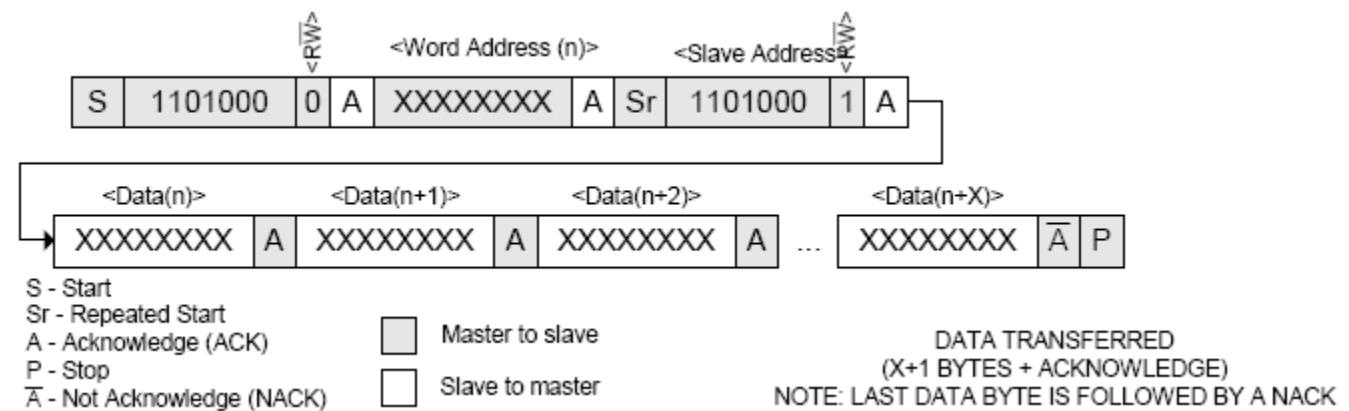 <RW̅> <Word Address (n)> <Slave Address> <RW̅>
S 1101000 0 A XXXXXXXX A Sr 1101000 1 A
<Data(n)> <Data(n+1)> <Data(n+2)> <Data(n+X)>
XXXXXXXX A XXXXXXXX A XXXXXXXX A ... XXXXXXXX A̅ P
S - Start
Sr - Repeated Start
A - Acknowledge (ACK)
P - Stop
A̅ - Not Acknowledge (NACK)
Master to slave
Slave to master
DATA TRANSFERRED
(X+1 BYTES + ACKNOWLEDGE)
NOTE: LAST DATA BYTE IS FOLLOWED BY A NACK